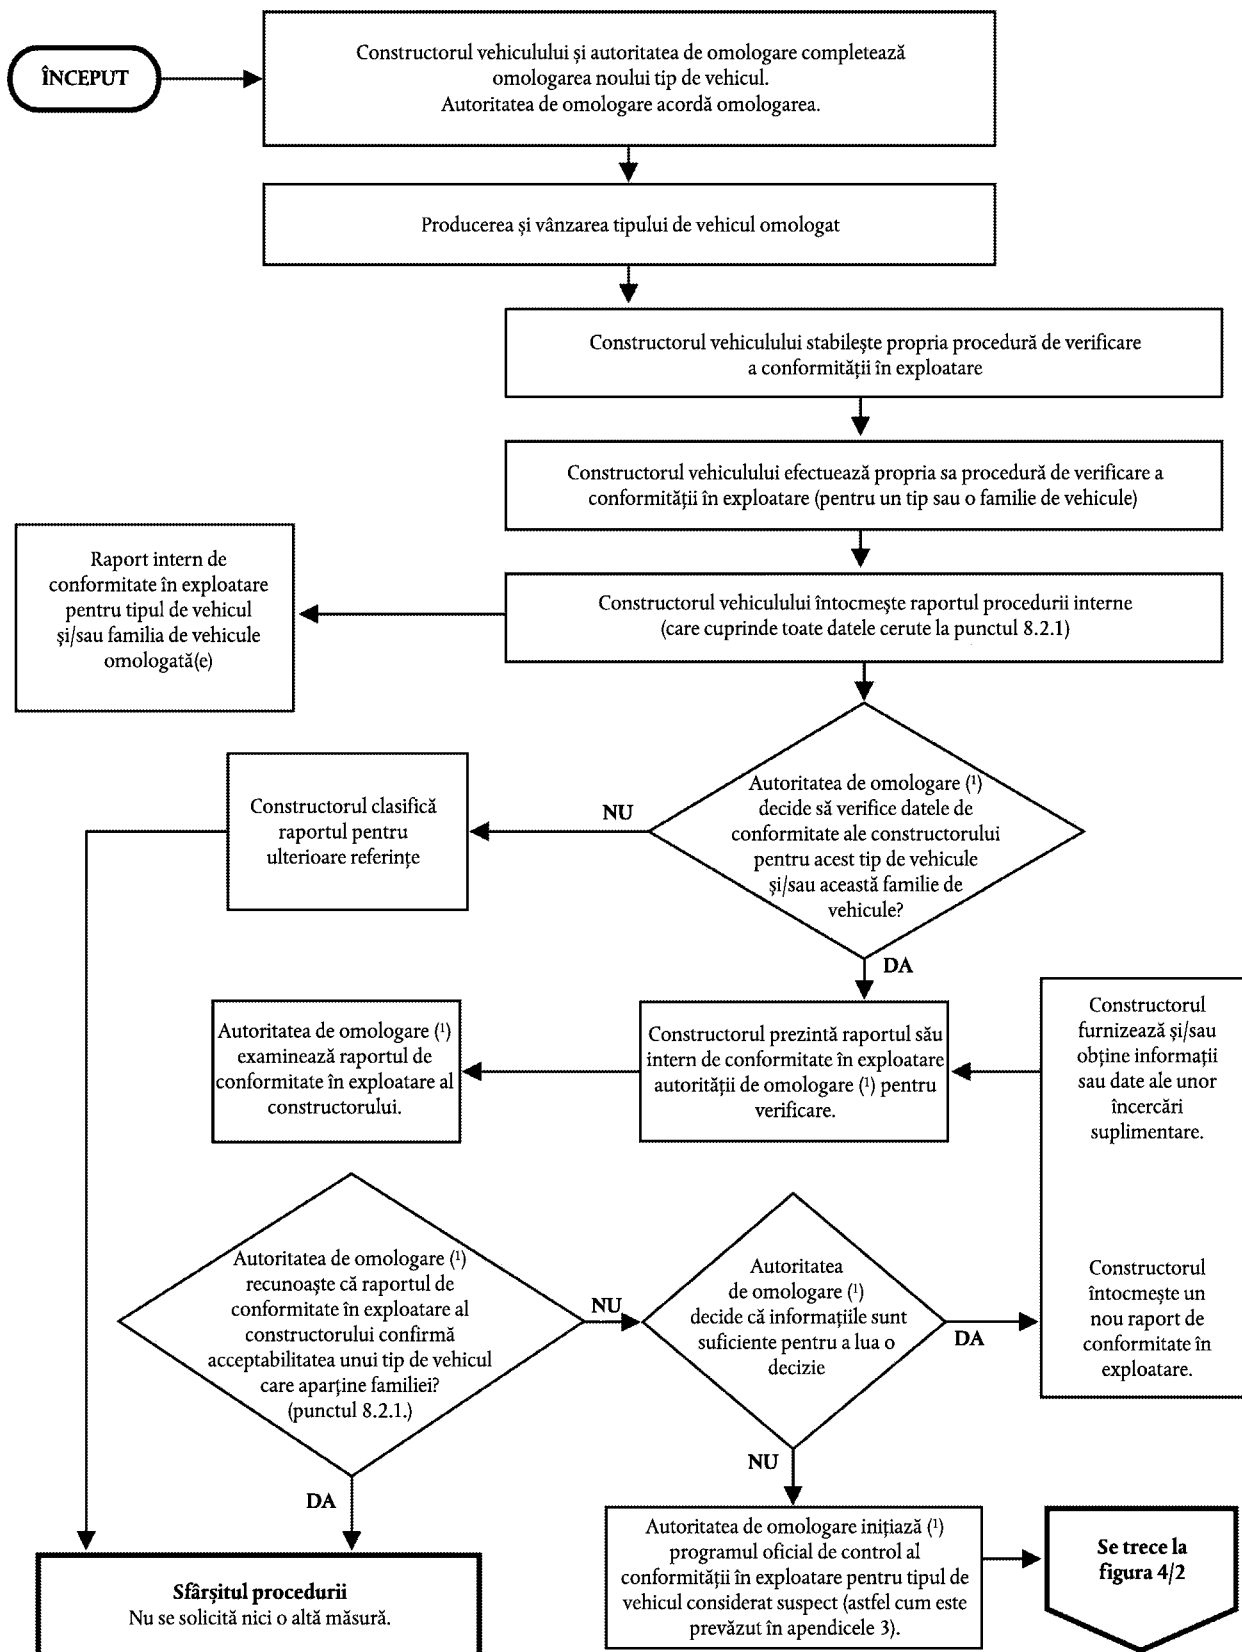 ÎNCEPUT
Constructorul vehiculului și autoritatea de omologare completează
omologarea noului tip de vehicul.
Autoritatea de omologare acordă omologarea.
Producerea și vânzarea tipului de vehicul omologat
Constructorul vehiculului stabilește propria procedură de verificare
a conformității în exploatare
Constructorul vehiculului efectuează propria sa procedură de verificare a
conformității în exploatare (pentru un tip sau o familie de vehicule)
Raport intern de
conformitate în exploatare
pentru tipul de vehicul
și/sau familia de vehicule
omologată(e)
Constructorul vehiculului întocmește raportul procedurii interne
(care cuprinde toate datele cerute la punctul 8.2.1)
Autoritatea de omologare (¹)
decide să verifice datele de
conformitate ale constructorului
pentru acest tip de vehicule
și/sau această familie de
vehicule?
NU
Constructorul clasifică
raportul pentru
ulterioare referințe
DA
Autoritatea de omologare (¹)
examinează raportul de
conformitate în exploatare al
constructorului.
Constructorul prezintă raportul său
intern de conformitate în exploatare
autorității de omologare (¹) pentru
verificare.
Constructorul
furnizează și/sau
obține informații
sau date ale unor
încercări
suplimentare.
Constructorul
întocmește un
nou raport de
conformitate în
exploatare.
Autoritatea de omologare (¹)
recunoaște că raportul de
conformitate în exploatare al
constructorului confirmă
acceptabilitatea unui tip de vehicul
care aparține familiei?
(punctul 8.2.1.)
NU
Autoritatea
de omologare (¹)
decide că informațiile sunt
suficiente pentru a lua o
decizie
DA
NU
DA
Sfârșitul procedurii
Nu se solicită nici o altă măsură.
Autoritatea de omologare inițiază (¹)
programul oficial de control al
conformității în exploatare pentru tipul de
vehicul considerat suspect (astfel cum este
prevăzut în apendicele 3).
Se trece la
figura 4/2